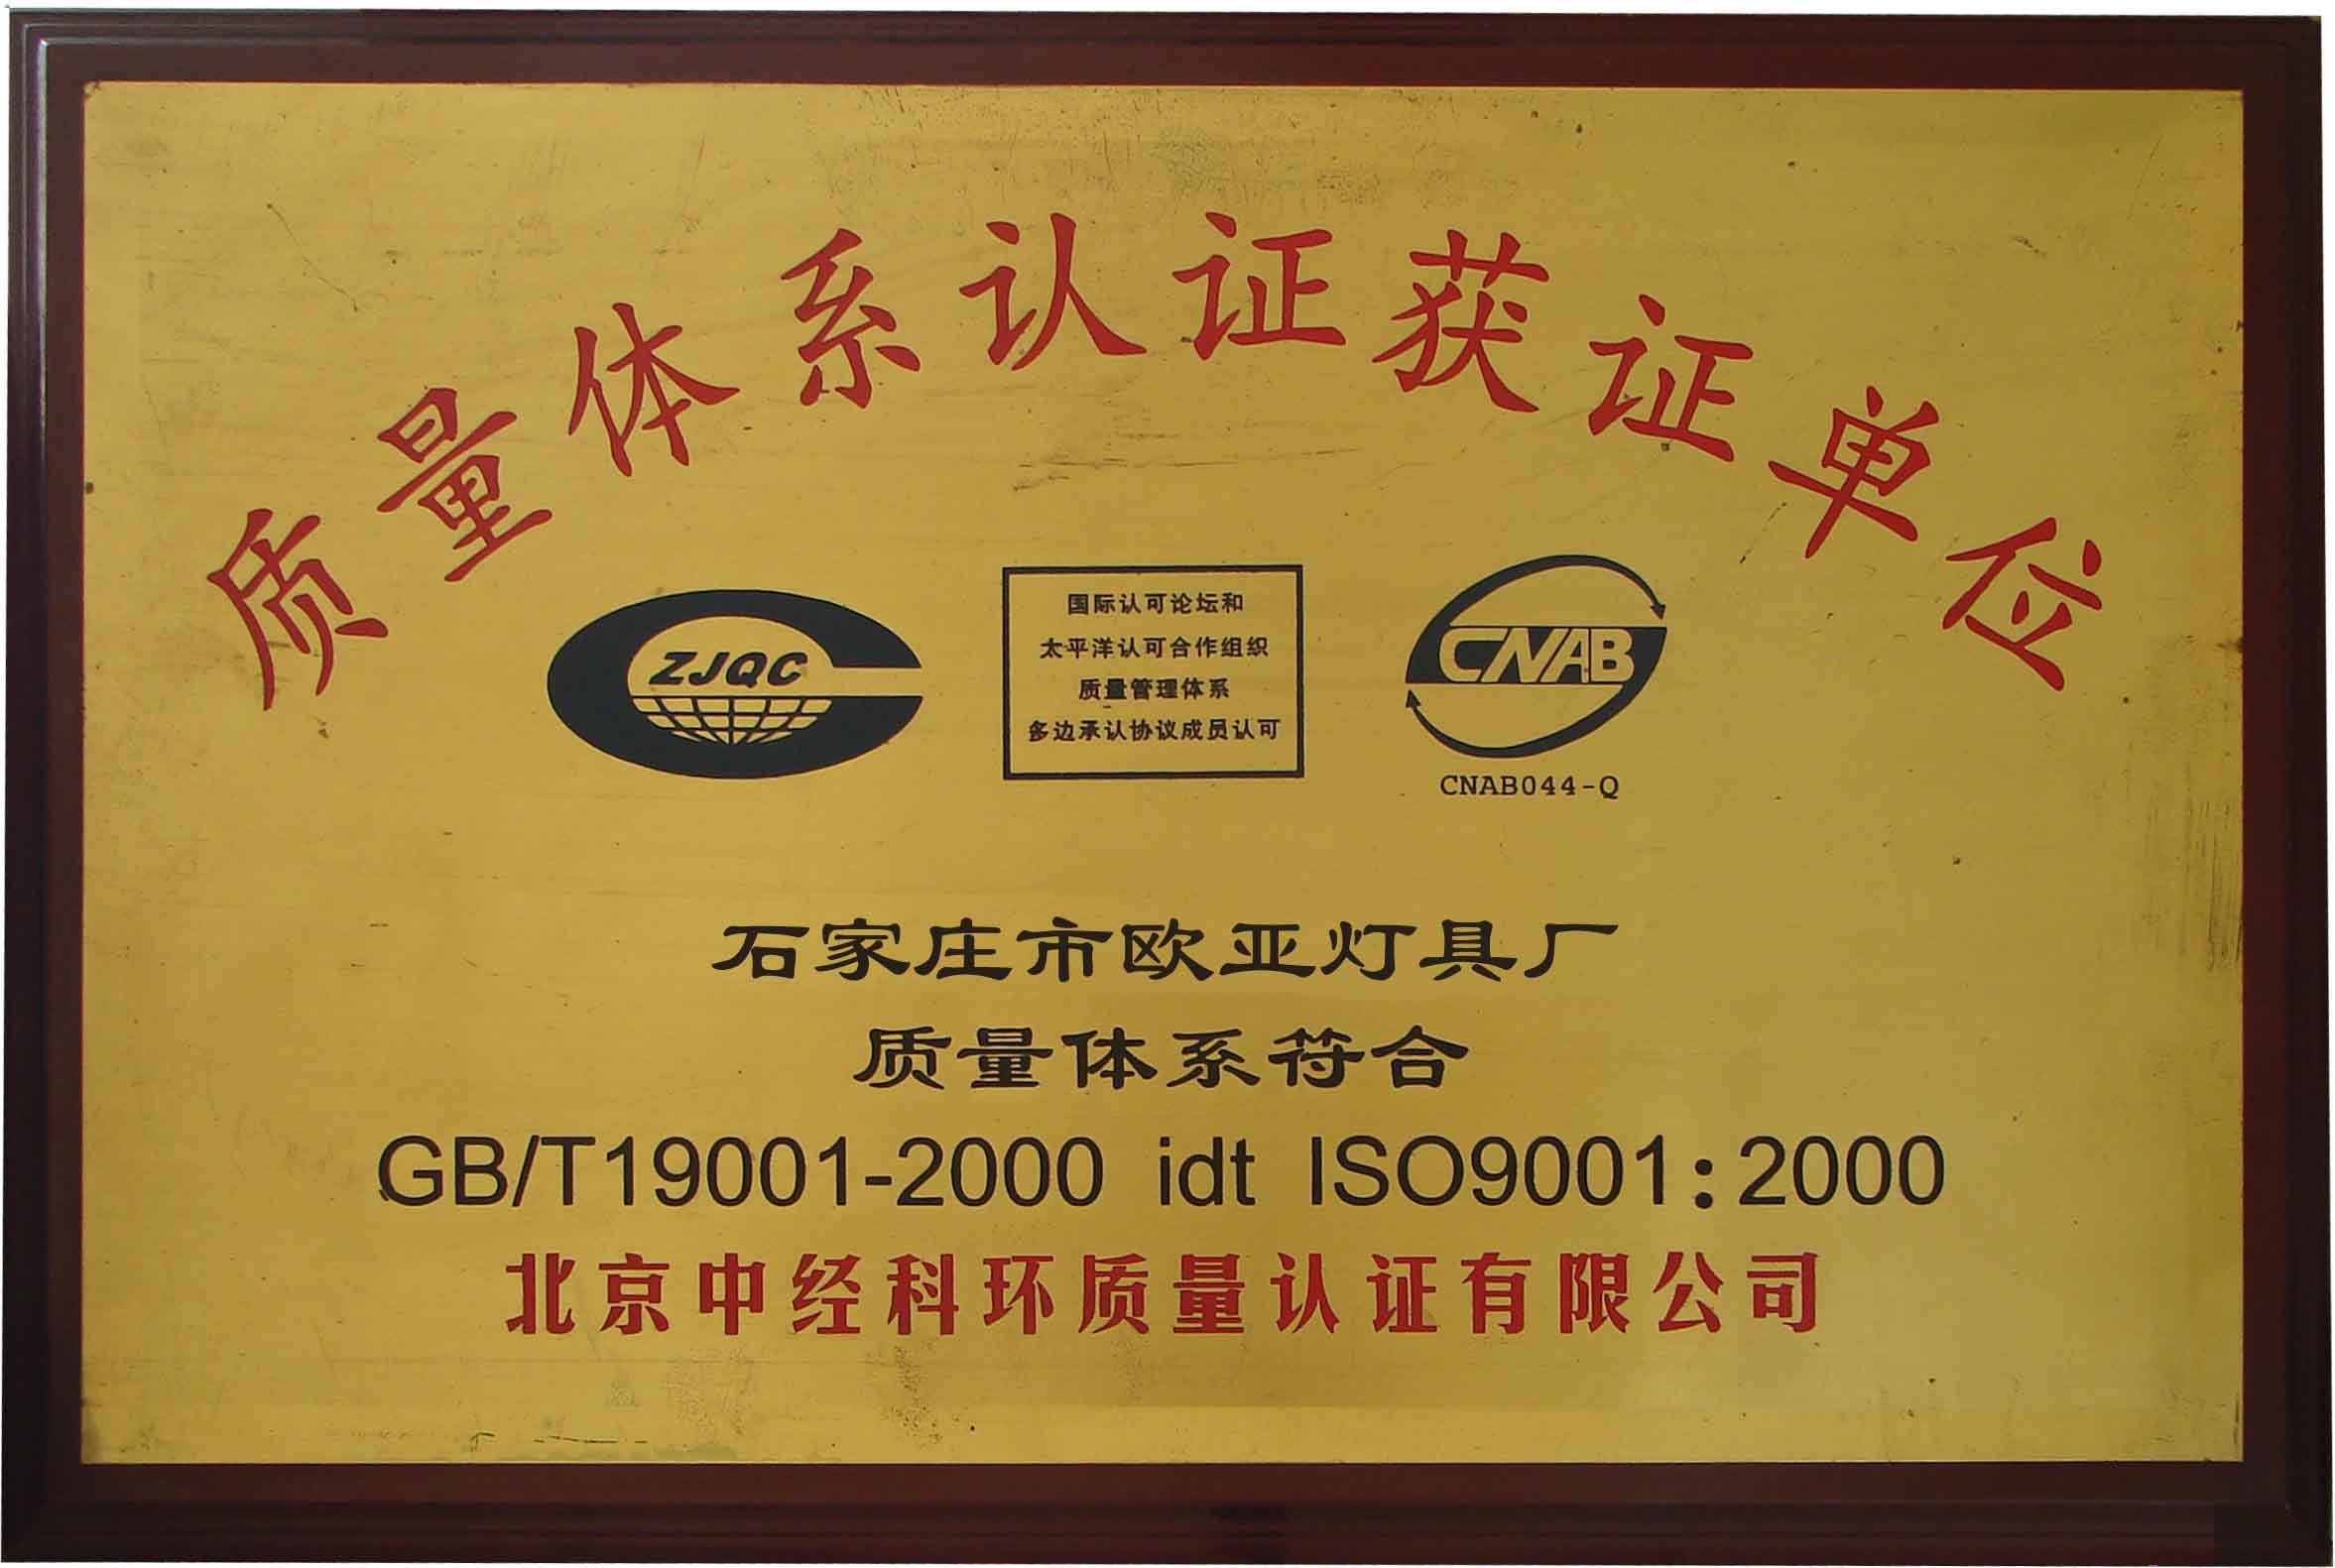 质量体系认证获证单位
ZJQC
国际认可论坛和
太平洋认可合作组织
质量管理体系
多边承认协议成员认可
CNAB
CNAB044-Q
石家庄市欧亚灯具厂
质量体系符合
GB/T19001-2000 idt ISO9001:2000
北京中经科环质量认证有限公司